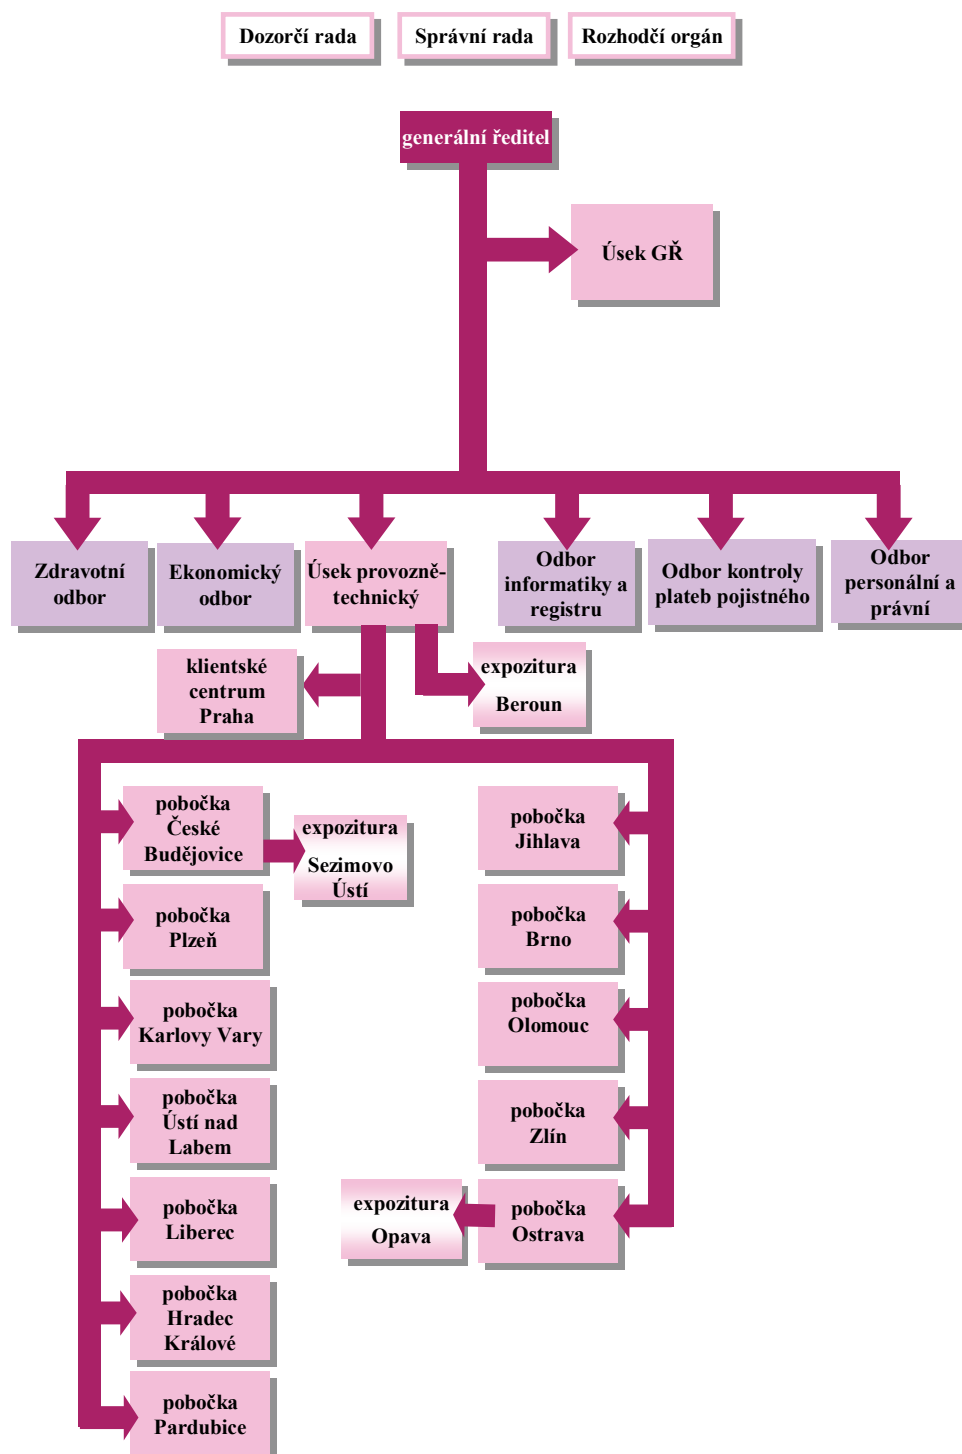 Dozorčí rada
Správní rada
Rozhodčí orgán
generální ředitel
Úsek GŘ
Zdravotní
odbor
Ekonomický
odbor
Úsek provozně-
technický
Odbor
informatiky a
registru
Odbor kontroly
plateb pojistného
Odbor
personální a
právní
klientské
centrum
Praha
expozitura
Beroun
pobočka
České
Budějovice
expozitura
Sezimovo
Ústí
pobočka
Jihlava
pobočka
Plzeň
pobočka
Brno
pobočka
Karlovy Vary
pobočka
Olomouc
pobočka
Ústí nad
Labem
pobočka
Zlín
pobočka
Liberec
expozitura
Opava
pobočka
Ostrava
pobočka
Hradec
Králové
pobočka
Pardubice